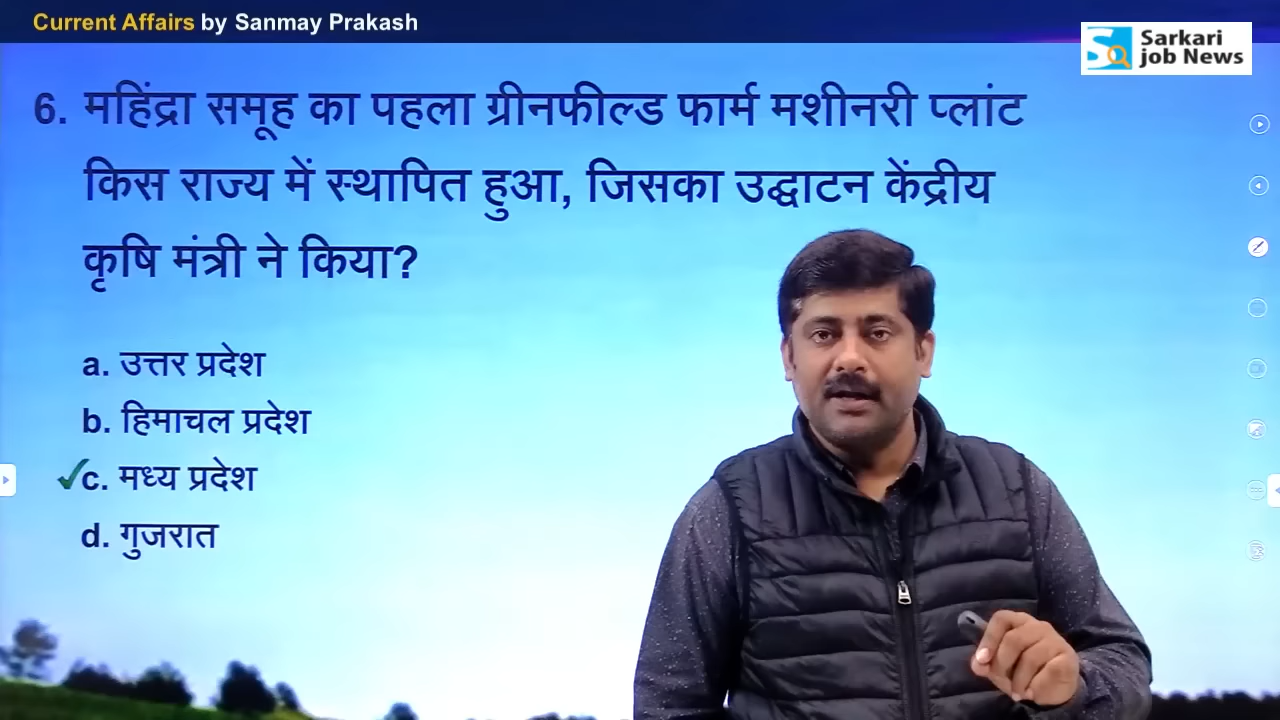 Current Affairs by Sanmay Prakash
Sarkari
job News
6. महिंद्रा समूह का पहला ग्रीनफील्ड फार्म मशीनरी प्लांट
किस राज्य में स्थापित हुआ, जिसका उद्घाटन केंद्रीय
कृषि मंत्री ने किया?
a. उत्तर प्रदेश
b. हिमाचल प्रदेश
c. मध्य प्रदेश
d. गुजरात